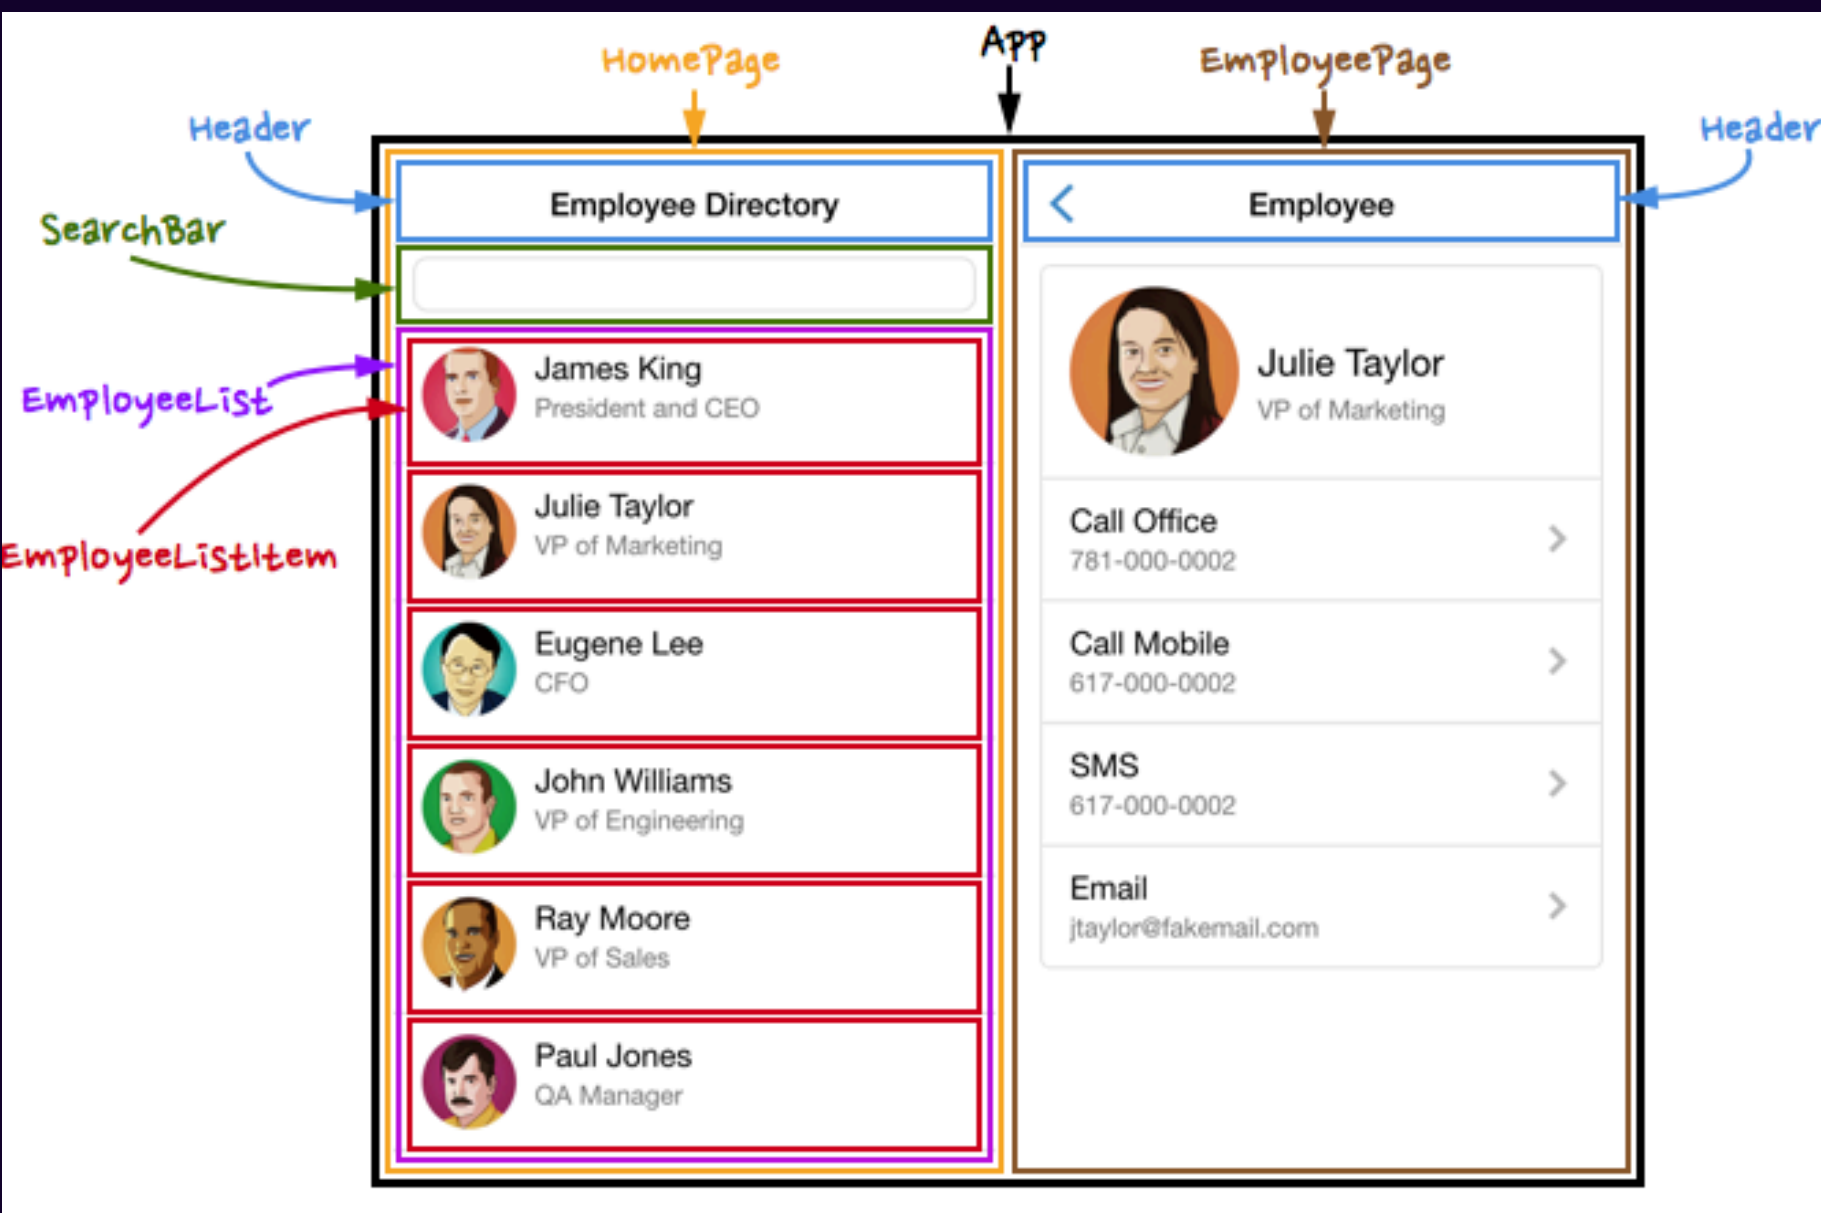 App
HomePage
EmployeePage
Header
Header
SearchBar
EmployeeList
EmployeeListItem
Employee Directory
James King
President and CEO
Julie Taylor
VP of Marketing
Eugene Lee
CFO
John Williams
VP of Engineering
Ray Moore
VP of Sales
Paul Jones
QA Manager
Employee
Julie Taylor
VP of Marketing
Call Office
781-000-0002
Call Mobile
617-000-0002
SMS
617-000-0002
Email
jtaylor@fakemail.com